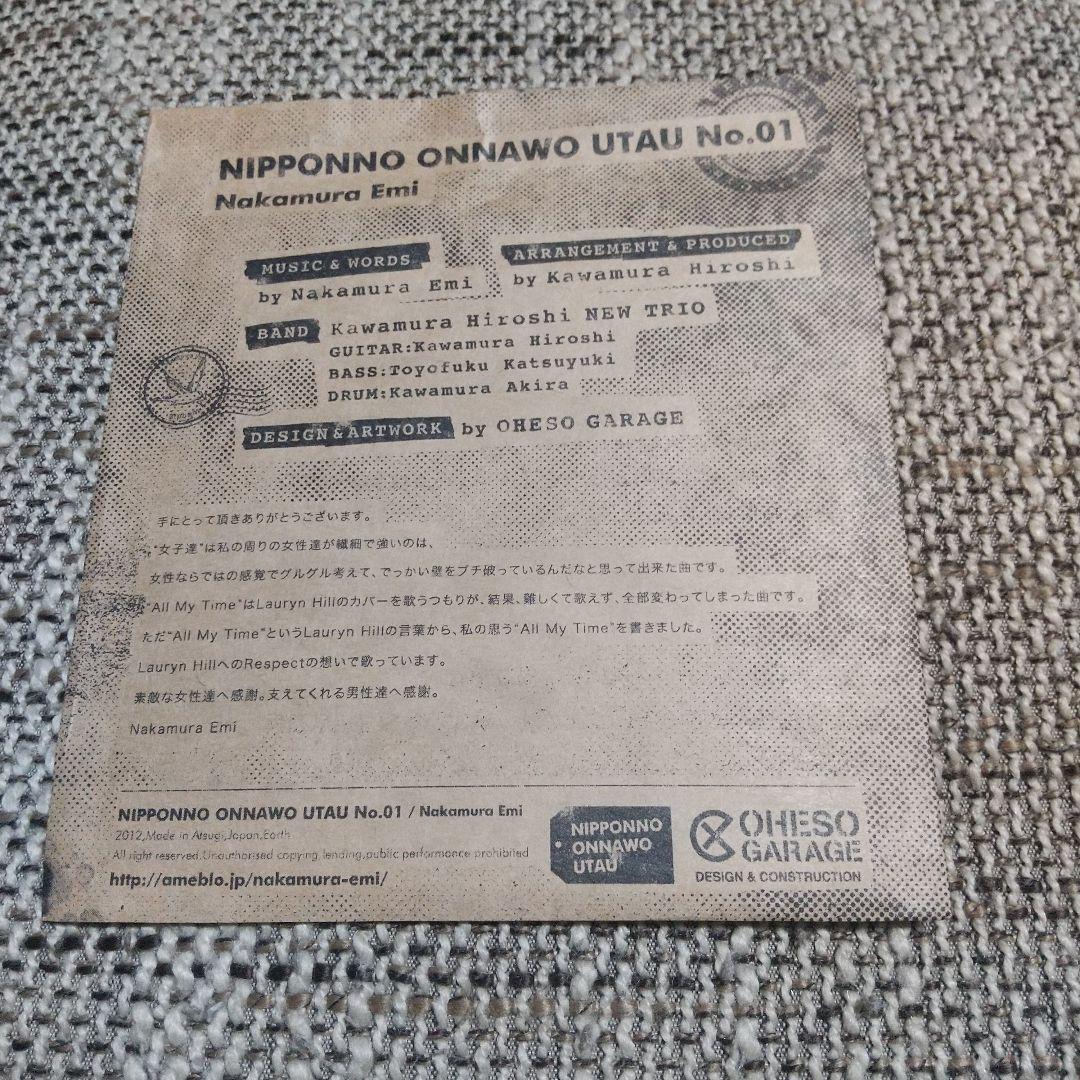 NIPPONNO ONNAWO UTAU No.01
Nakamura Emi
MUSIC & WORDS
by Nakamura Emi
ARRANGEMENT & PRODUCED
by Kawamura Hiroshi
BAND Kawamura Hiroshi NEW TRIO
GUITAR:Kawamura Hiroshi
BASS:Toyofuku Katsuyuki
DRUM:Kawamura Akira
DESIGN&ARTWORK by OHESO GARAGE
手にとって頂きありがとうございます。
"女子達"は私の周りの女性達が繊細で強いのは、
女性ならではの感覚でグルグル考えて、でっかい壁をブチ破っているんだなと思って出来た曲です。
"All My Time"はLauryn Hillのカバーを歌うつもりが、結果、難しくて歌えず、全部変わってしまった曲です。
ただ"All My Time"というLauryn Hillの言葉から、私の思う"All My Time"を書きました。
Lauryn HillへのRespectの想いで歌っています。
素敵な女性達へ感謝。支えてくれる男性達へ感謝。
Nakamura Emi
NIPPONNO ONNAWO UTAU No.01 / Nakamura Emi
2012,Made in Atsugi,Japan,Earth
All right reserved.Unauthorised copying,lending,public performance prohibited
http://ameblo.jp/nakamura-emi/
NIPPONNO
ONNAWO
UTAU
OHESO
GARAGE
DESIGN & CONSTRUCTION